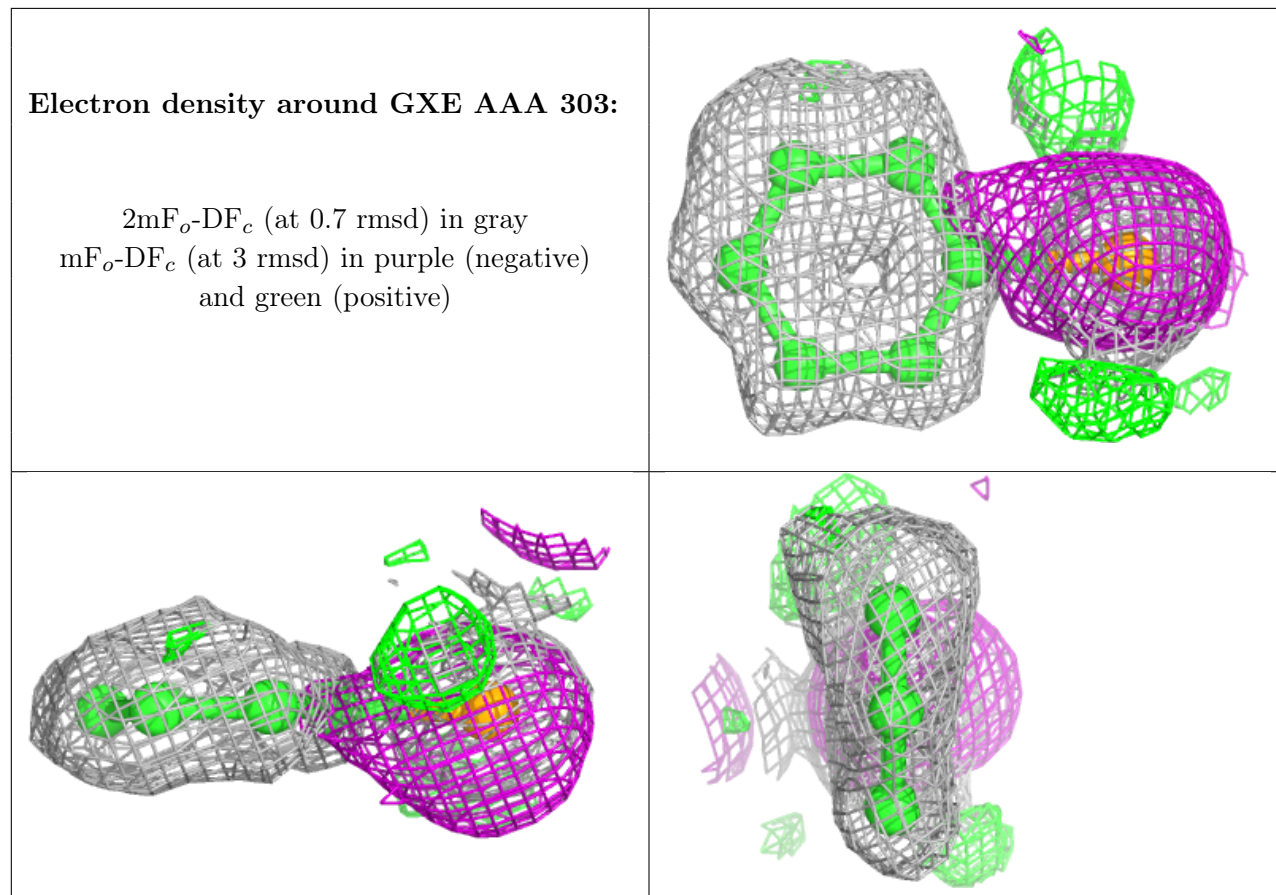 Electron density around GXE AAA 303:
2mFo-DFc (at 0.7 rmsd) in gray
mFo-DFc (at 3 rmsd) in purple (negative)
and green (positive)